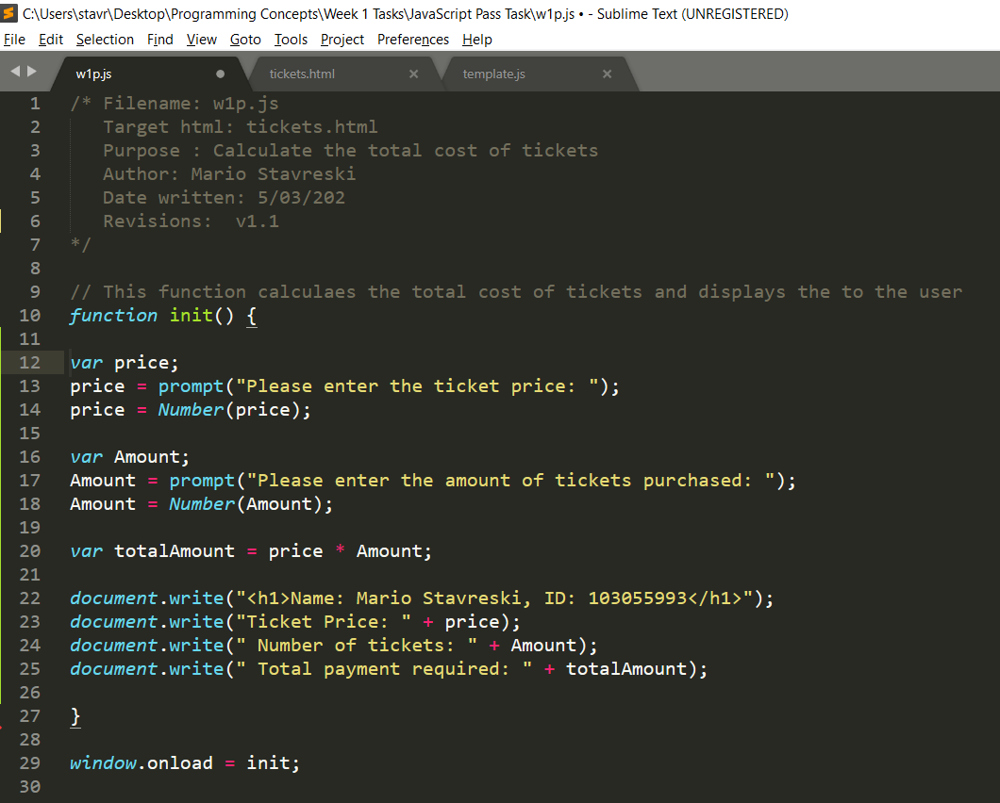 C:\Users\stavr\Desktop\Programming Concepts\Week 1 Tasks\JavaScript Pass Task\w1p.js • - Sublime Text (UNREGISTERED)
File Edit Selection Find View Goto Tools Project Preferences Help
w1p.js tickets.html template.js
1 /* Filename: w1p.js
2 Target html: tickets.html
3 Purpose : Calculate the total cost of tickets
4 Author: Mario Stavreski
5 Date written: 5/03/202
6 Revisions:  v1.1
7 */
8
9 // This function calculaes the total cost of tickets and displays the to the user
10 function init() {
11
12 var price;
13 price = prompt("Please enter the ticket price: ");
14 price = Number(price);
15
16 var Amount;
17 Amount = prompt("Please enter the amount of tickets purchased: ");
18 Amount = Number(Amount);
19
20 var totalAmount = price * Amount;
21
22 document.write("<h1>Name: Mario Stavreski, ID: 103055993</h1>");
23 document.write("Ticket Price: " + price);
24 document.write(" Number of tickets: " + Amount);
25 document.write(" Total payment required: " + totalAmount);
26
27 }
28
29 window.onload = init;
30